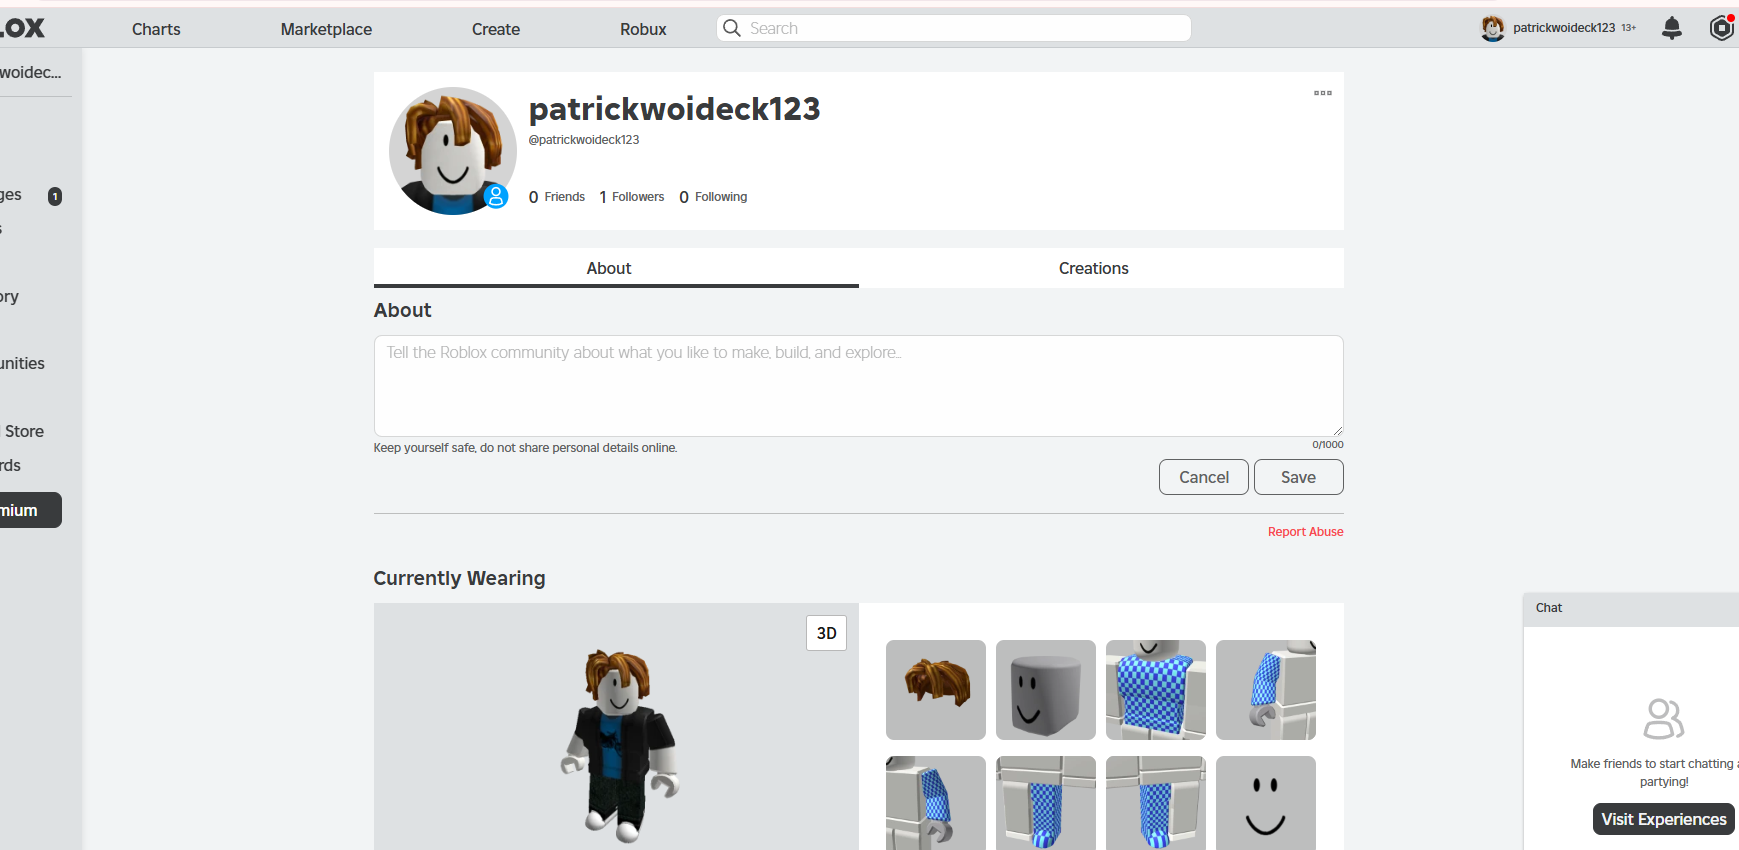 LOX
Charts
Marketplace
Create
Robux
Search
patrickwoideck123 13+
woidec...
ges 1
s
ory
unities
Store
rds
mium
patrickwoideck123
@patrickwoideck123
0 Friends 1 Followers 0 Following
About
Creations
About
Tell the Roblox community about what you like to make, build, and explore...
Keep yourself safe, do not share personal details online.
0/1000
Cancel
Save
Report Abuse
Currently Wearing
3D
Chat
Make friends to start chatting a
partying!
Visit Experiences